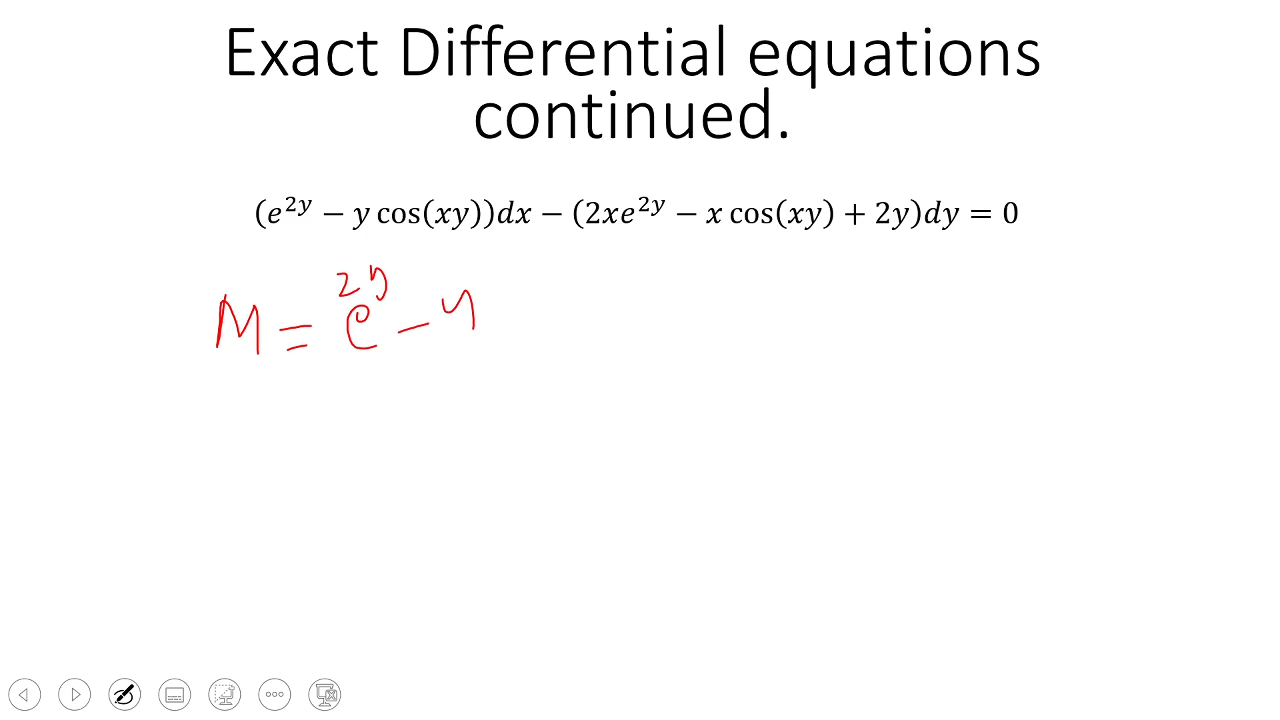 Exact Differential equations
continued.
(e^{2y} − y cos(xy))dx − (2xe^{2y} − x cos(xy) + 2y)dy = 0
M = e^{2y} − y